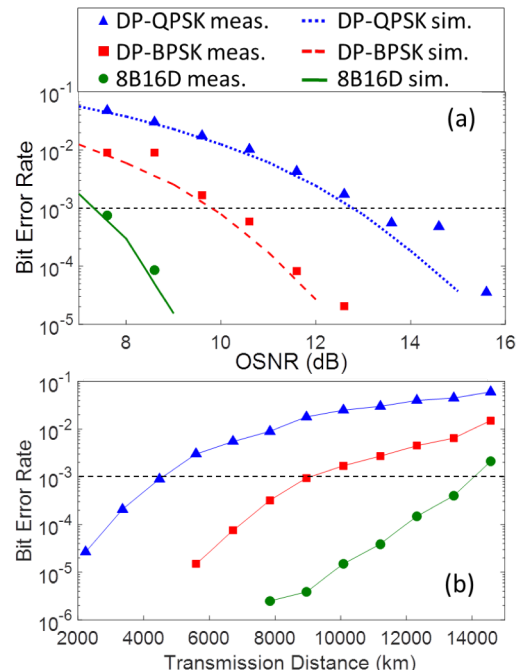 DP-QPSK meas. DP-QPSK sim.
DP-BPSK meas. DP-BPSK sim.
8B16D meas. 8B16D sim.
(a)
Bit Error Rate
10⁻¹
10⁻²
10⁻³
10⁻⁴
10⁻⁵
8 10 12 14 16
OSNR (dB)
Bit Error Rate
10⁻¹
10⁻²
10⁻³
10⁻⁴
10⁻⁵
10⁻⁶
(b)
2000 4000 6000 8000 10000 12000 14000
Transmission Distance (km)